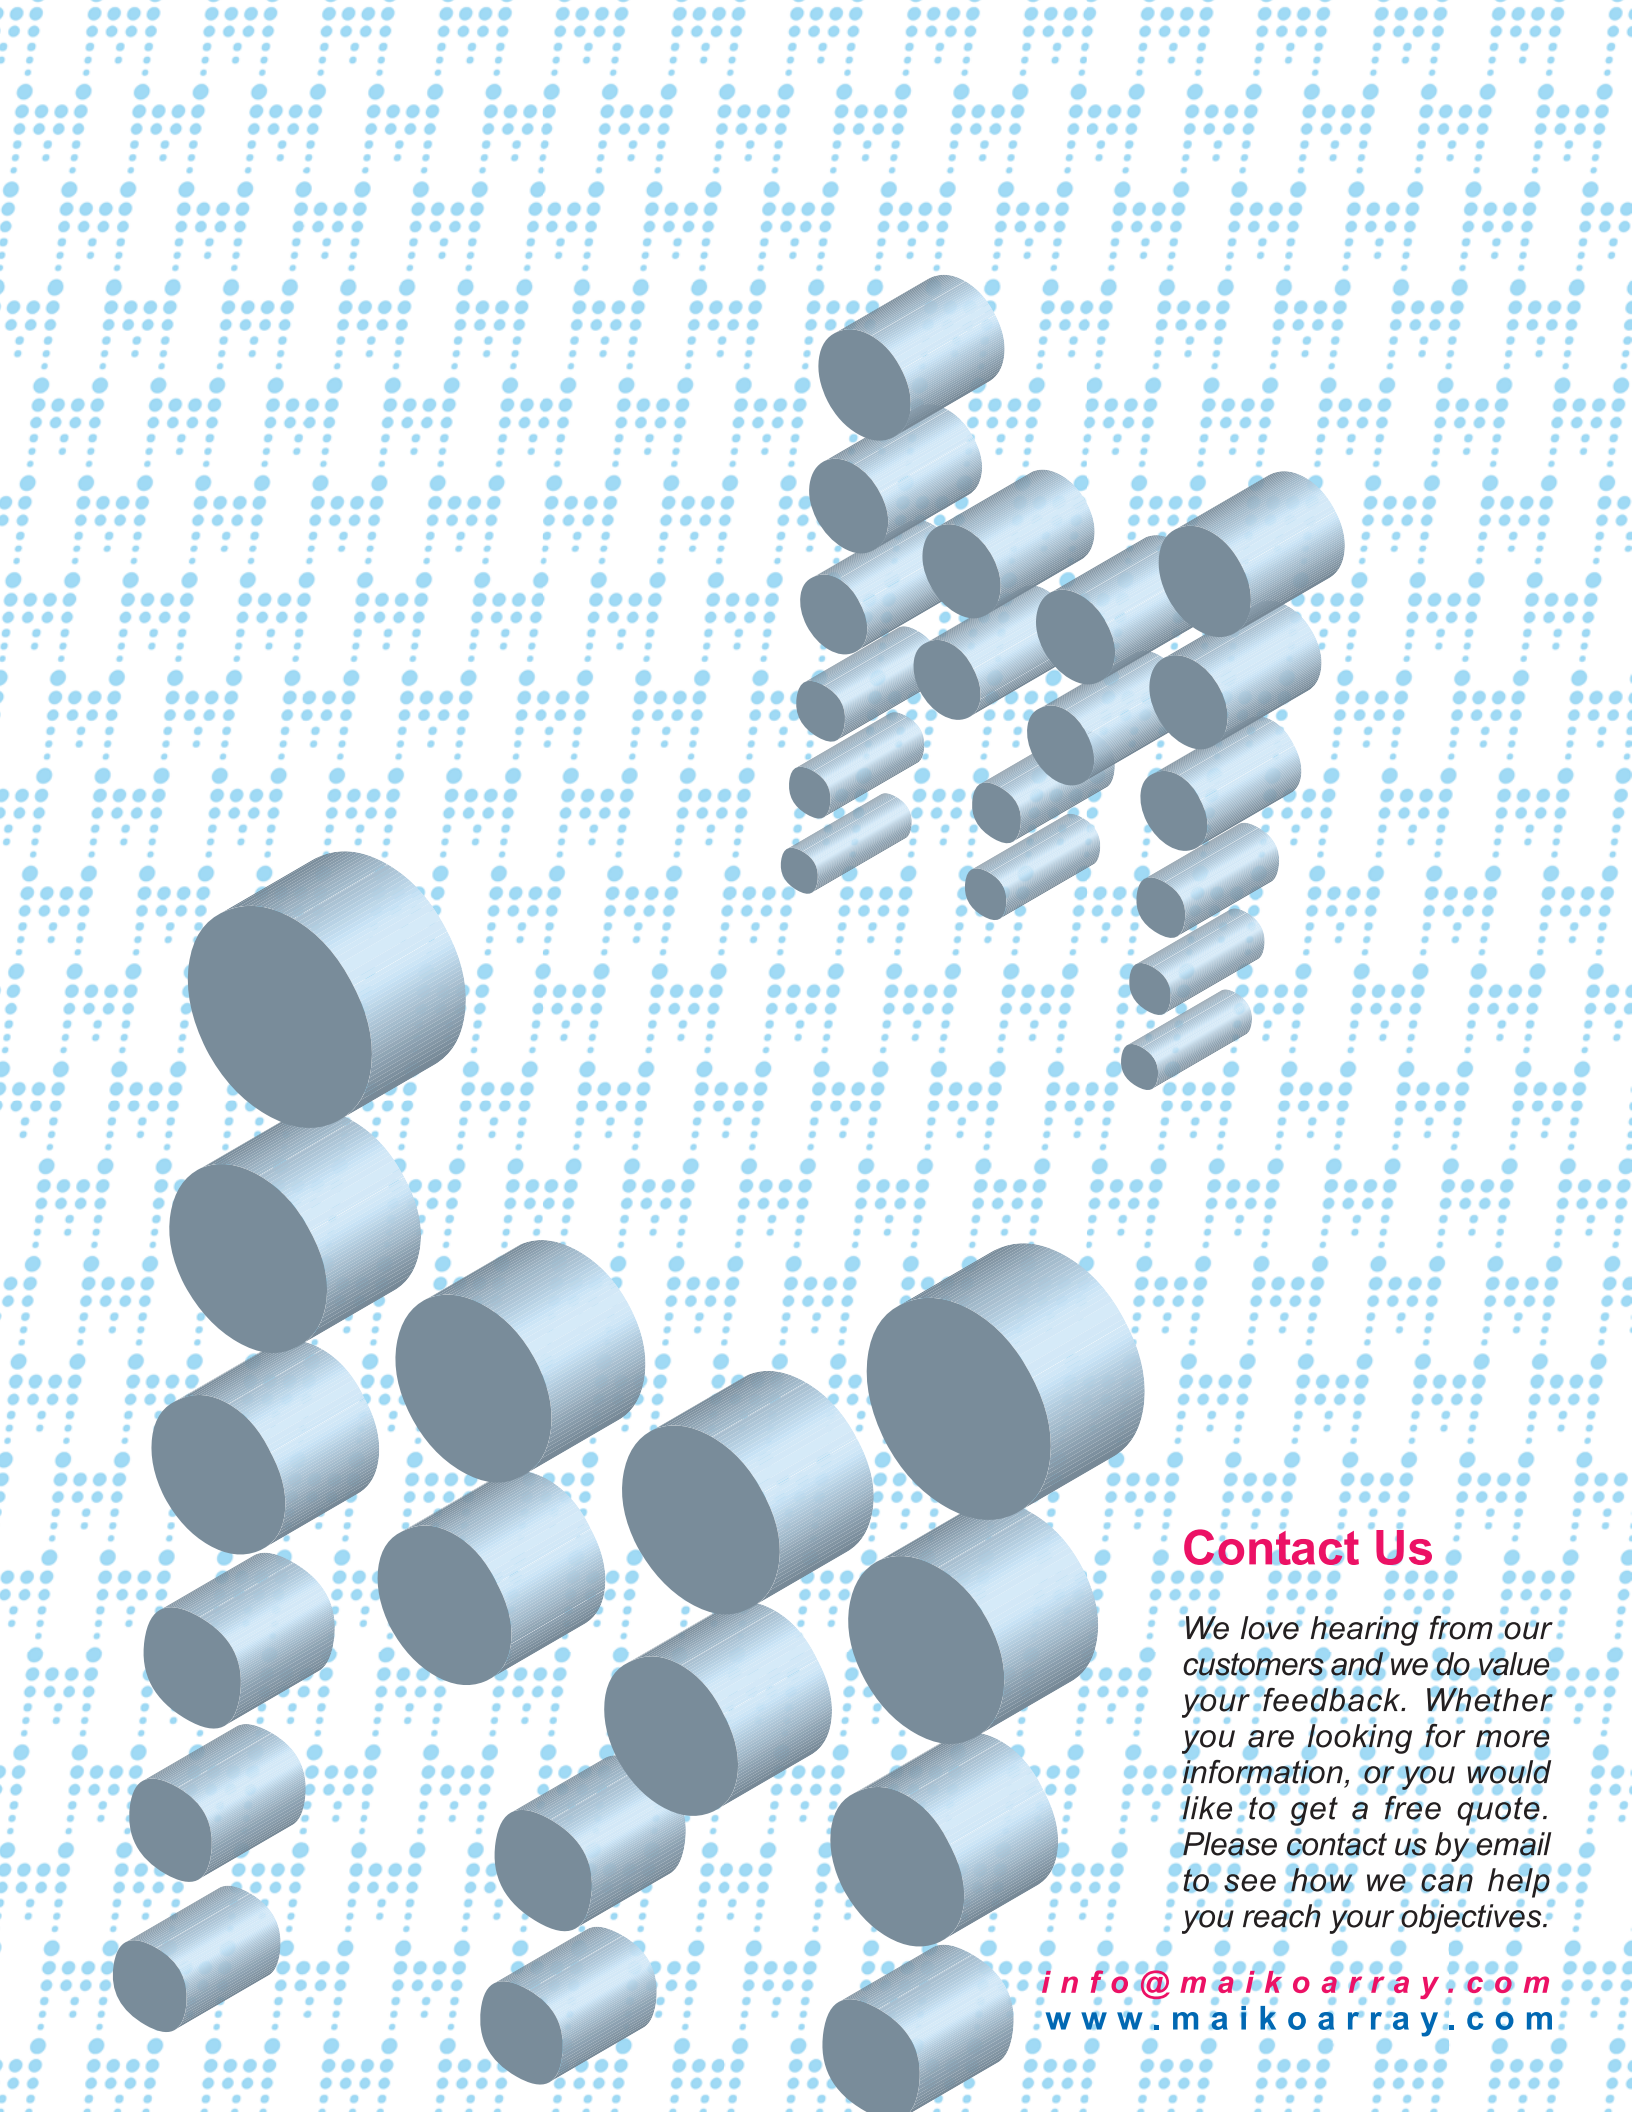 Contact Us
We love hearing from our
customers and we do value
your feedback. Whether
you are looking for more
information, or you would
like to get a free quote.
Please contact us by email
to see how we can help
you reach your objectives.
info@maikoarray.com
www.maikoarray.com